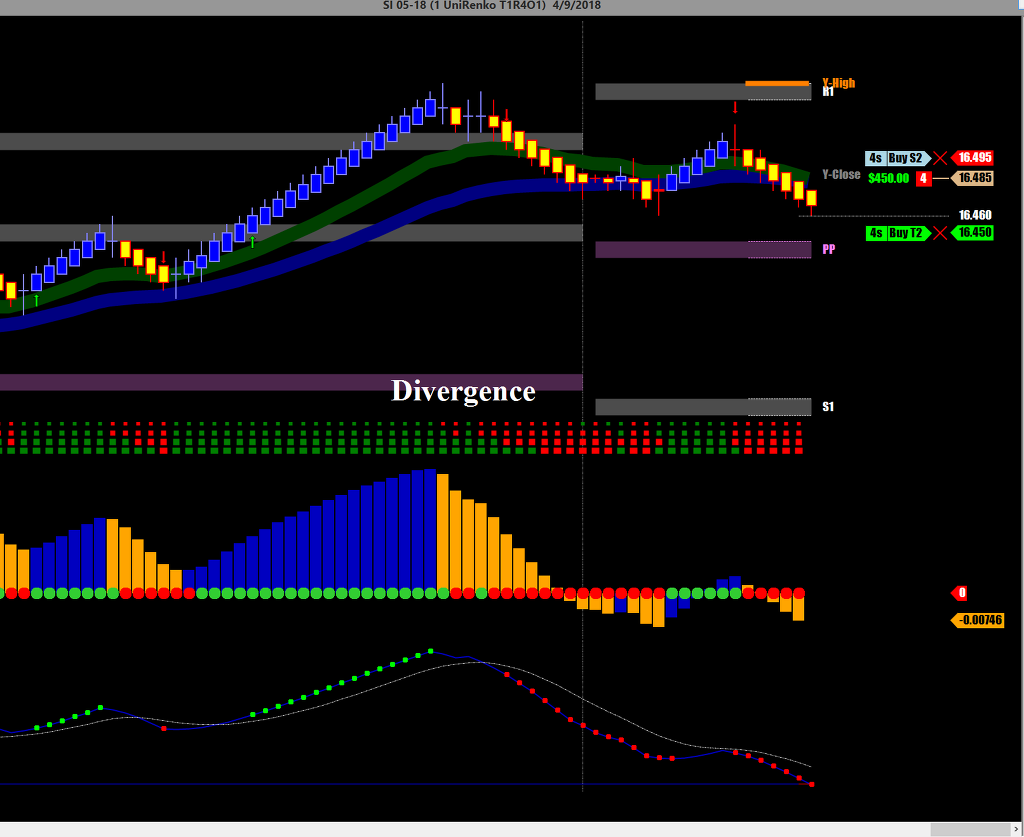 SI 05-18 (1 UniRenko T1R4O1) 4/9/2018
Y-High
R1
4s Buy S2 16.495
Y-Close $450.00 4 16.485
16.460
4s Buy T2 16.450
PP
Divergence
S1
0
-0.00746